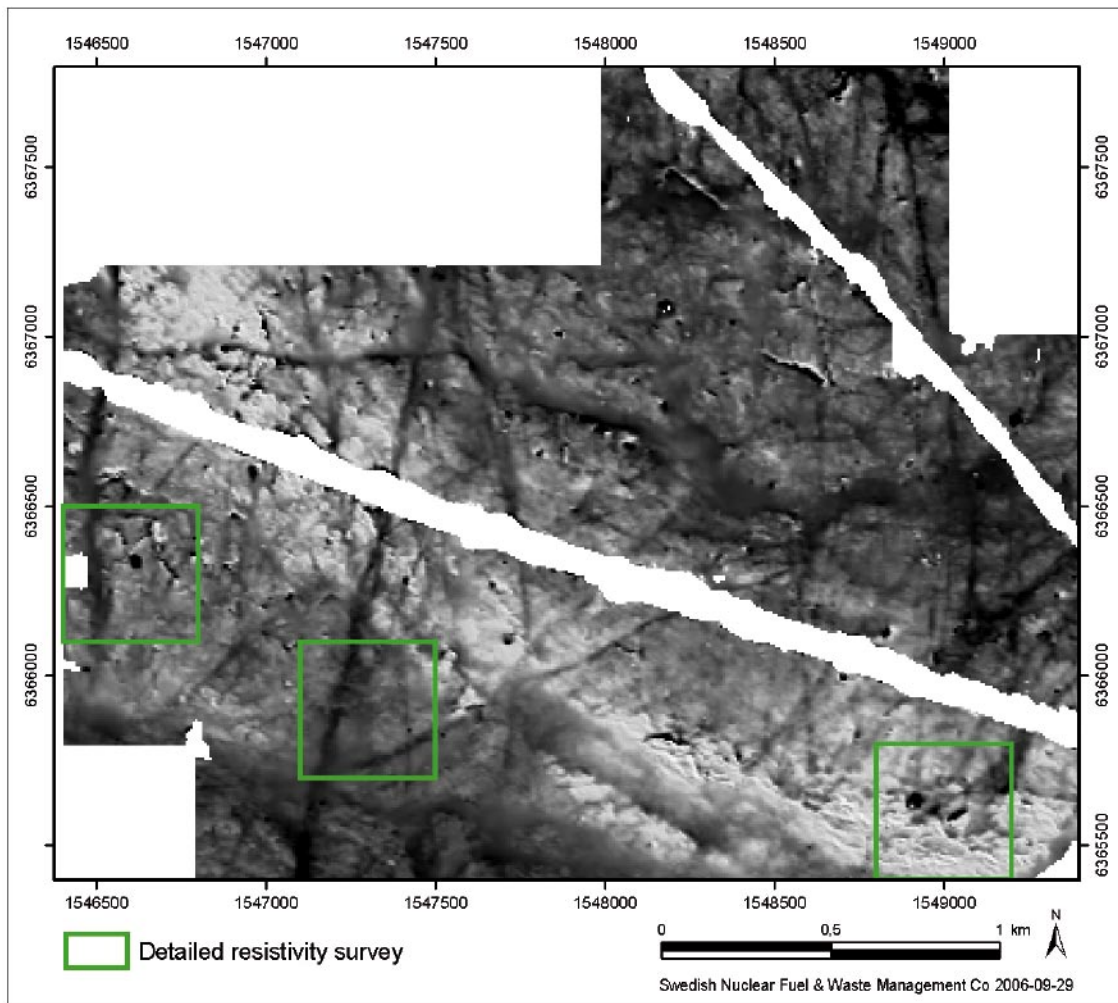 1546500 1547000 1547500 1548000 1548500 1549000
6367500 6367500
6367000 6367000
6366500 6366500
6366000 6366000
6365500 6365500
1546500 1547000 1547500 1548000 1548500 1549000
Detailed resistivity survey
0 0,5 1 km
N
Swedish Nuclear Fuel & Waste Management Co 2006-09-29